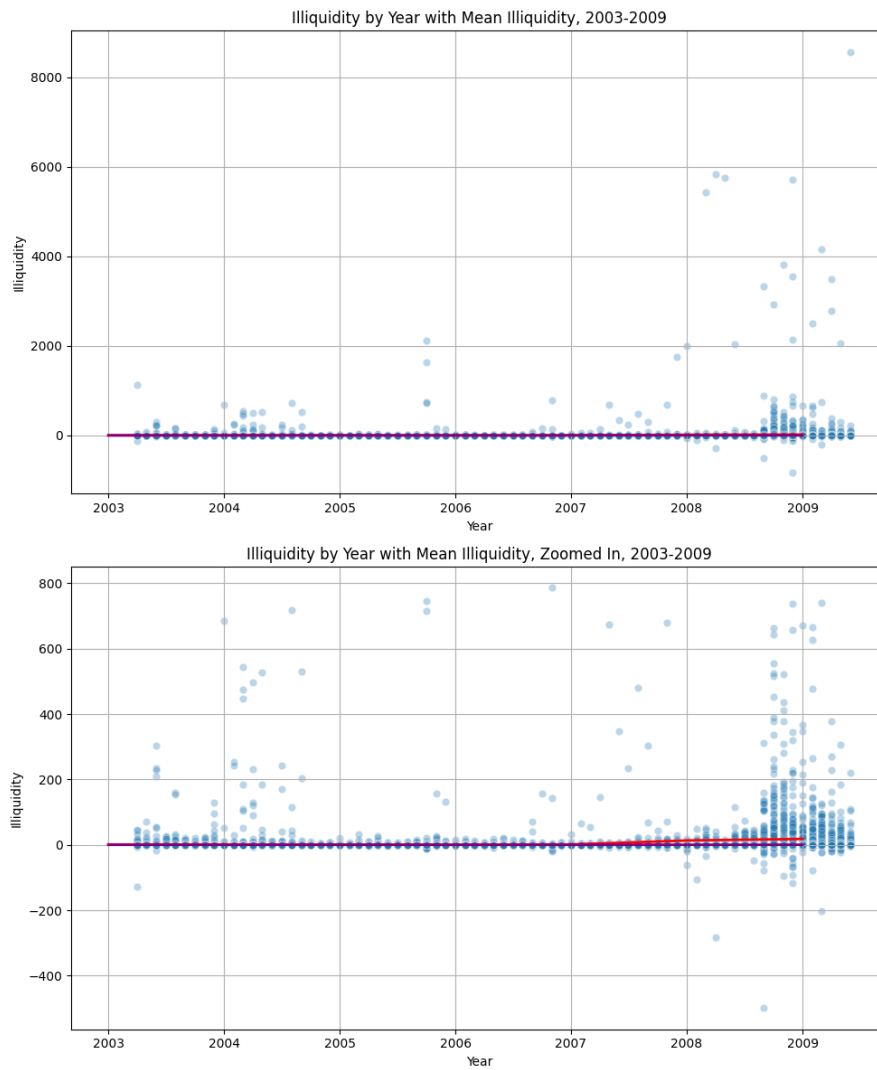 Illiquidity by Year with Mean Illiquidity, 2003-2009
8000
6000
4000
2000
0
Illiquidity
2003 2004 2005 2006 2007 2008 2009
Year
Illiquidity by Year with Mean Illiquidity, Zoomed In, 2003-2009
800
600
400
200
0
−200
−400
Illiquidity
2003 2004 2005 2006 2007 2008 2009
Year